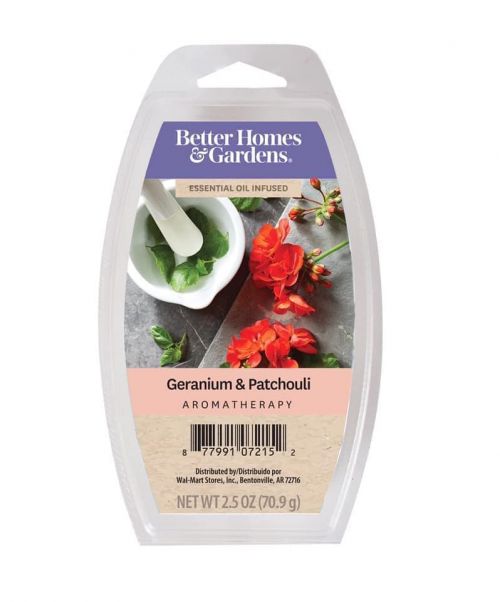 Better Homes
& Gardens®
ESSENTIAL OIL INFUSED
Geranium & Patchouli
AROMATHERAPY
8 77991 07215 2
Distributed by/Distribuido por
Wal-Mart Stores, Inc., Bentonville, AR 72716
NET WT 2.5 OZ (70.9 g)